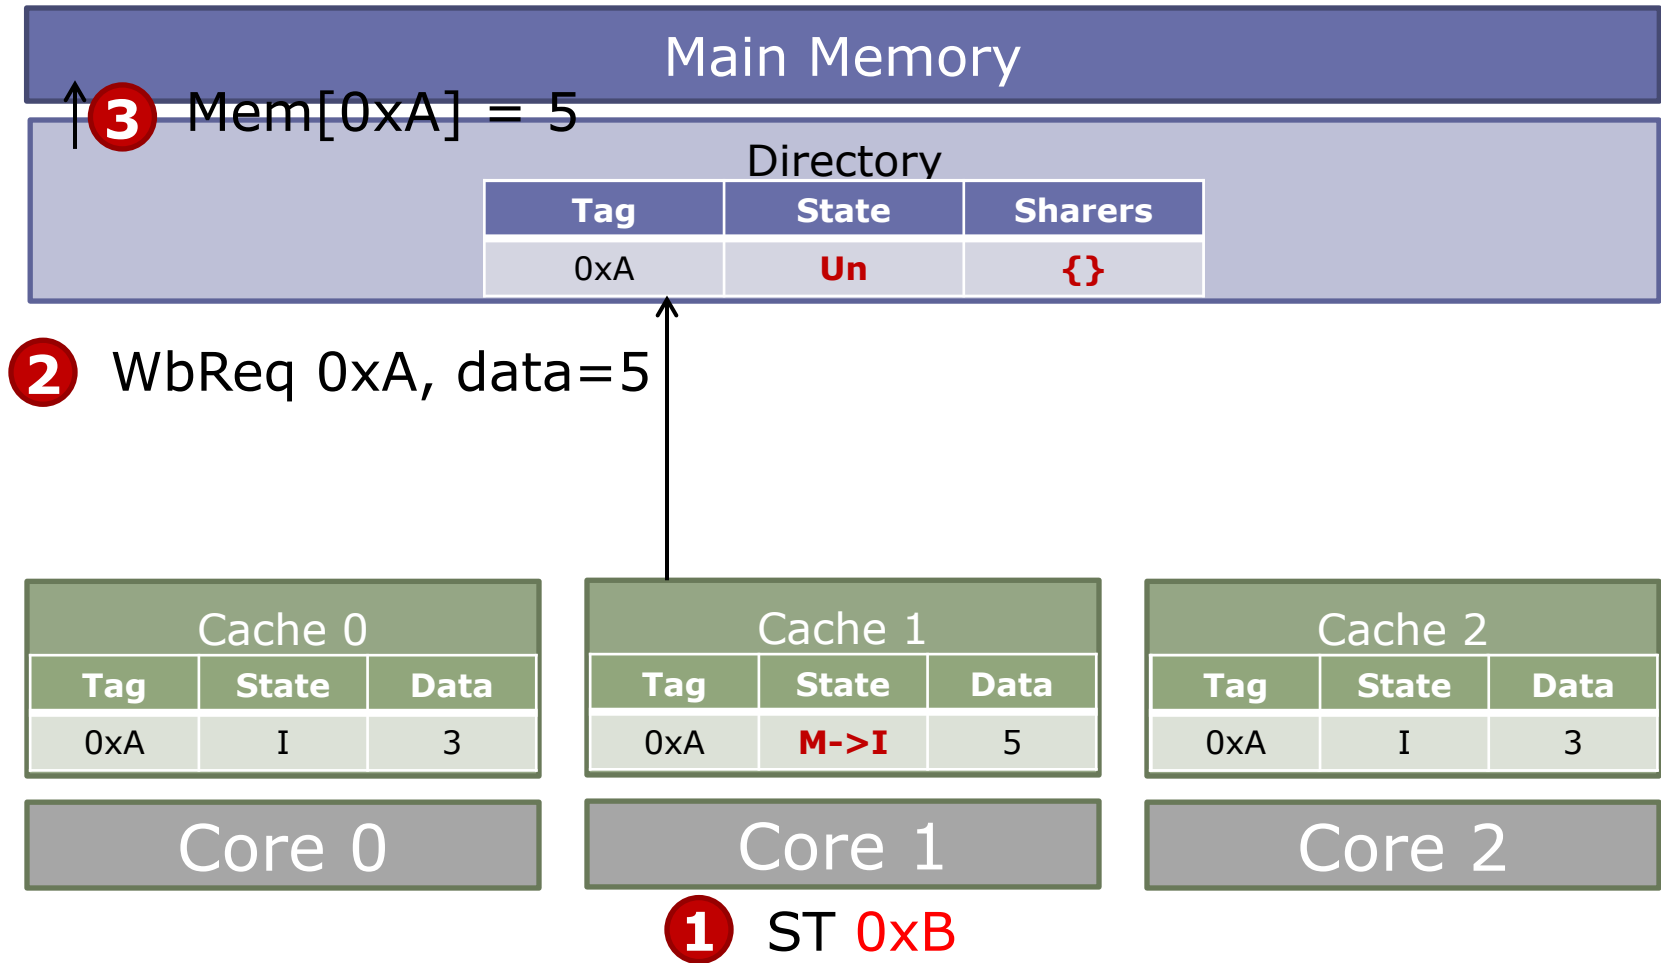 Main Memory
3 Mem[0xA] = 5
Directory
Tag State Sharers
0xA Un {}
2 WbReq 0xA, data=5
Cache 0 Cache 1 Cache 2
Tag State Data Tag State Data Tag State Data
0xA I 3 0xA M->I 5 0xA I 3
Core 0 Core 1 Core 2
1 ST 0xB